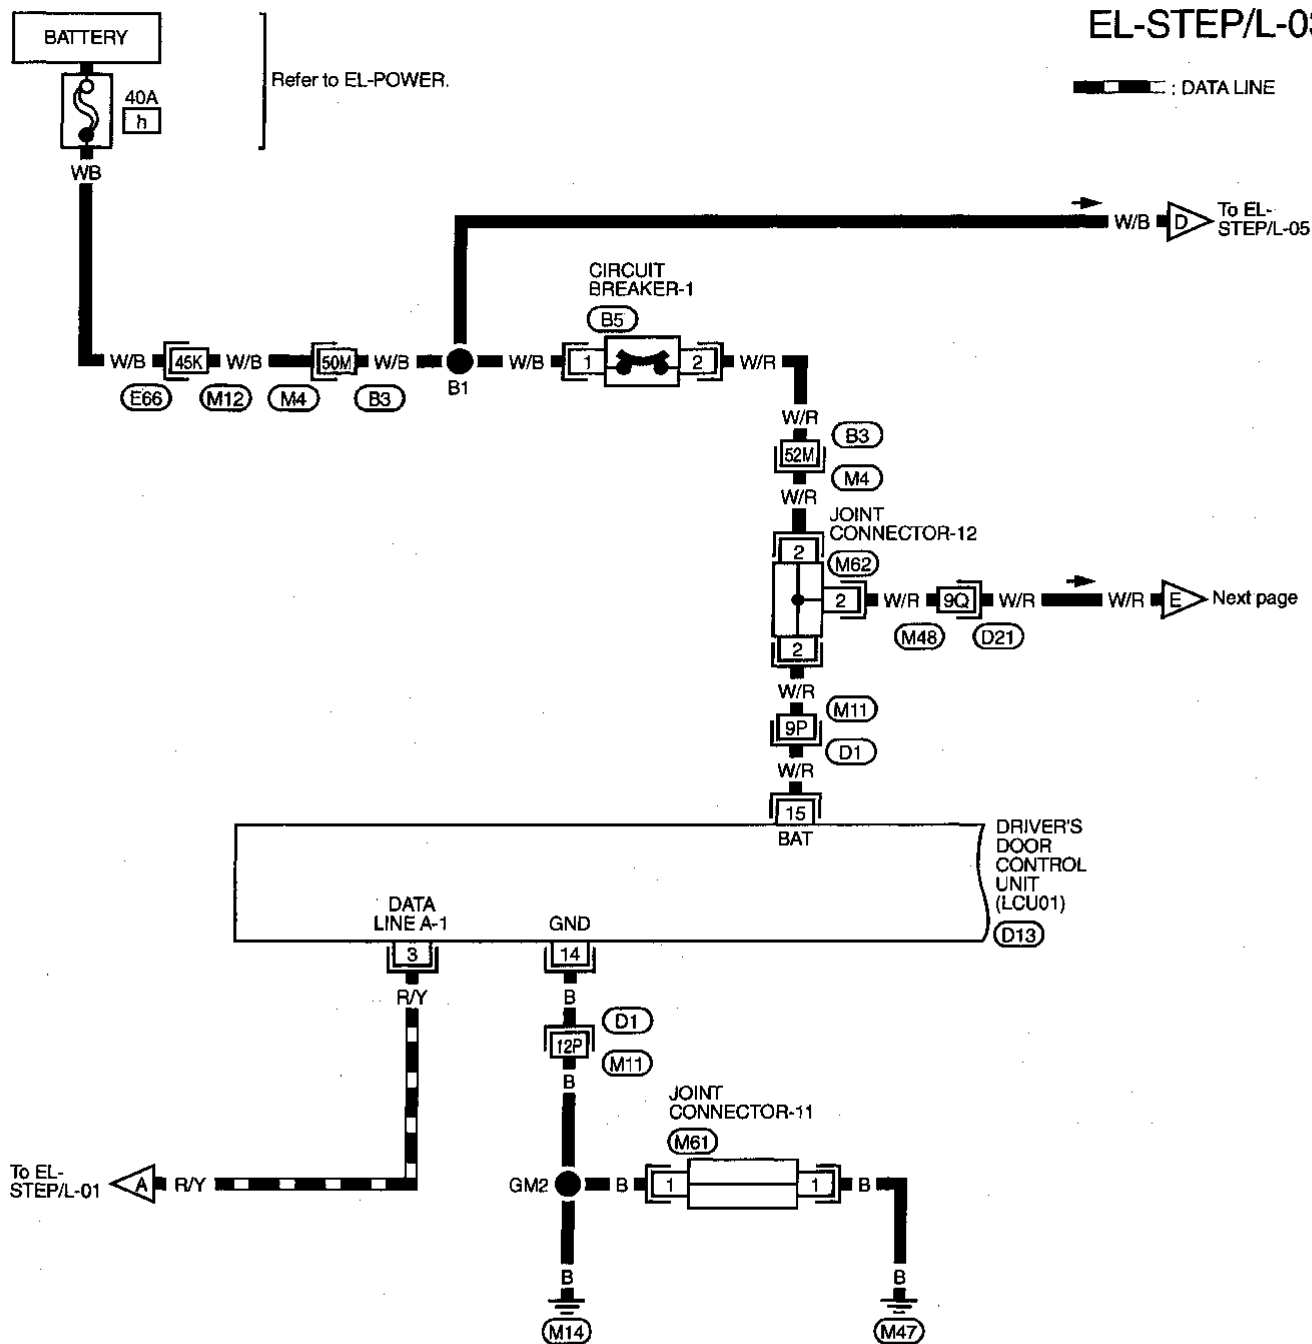 EL-STEP/L-03
BATTERY
40A
h
Refer to EL-POWER.
: DATA LINE
WB
W/B
D
To EL-
STEP/L-05
CIRCUIT
BREAKER-1
B5
W/B
45K
W/B
50M
W/B
W/B
1
2
W/R
E66
M12
M4
B3
B1
W/R
B3
52M
M4
W/R
JOINT
CONNECTOR-12
2
M62
2
W/R
9Q
W/R
W/R
E
Next page
M48
D21
2
W/R
M11
9P
D1
W/R
15
BAT
DRIVER'S
DOOR
CONTROL
UNIT
(LCU01)
D13
DATA
LINE A-1
GND
3
14
R/Y
B
D1
12P
M11
B
JOINT
CONNECTOR-11
M61
To EL-
STEP/L-01
A
R/Y
GM2
B
1
1
B
B
B
M14
M47